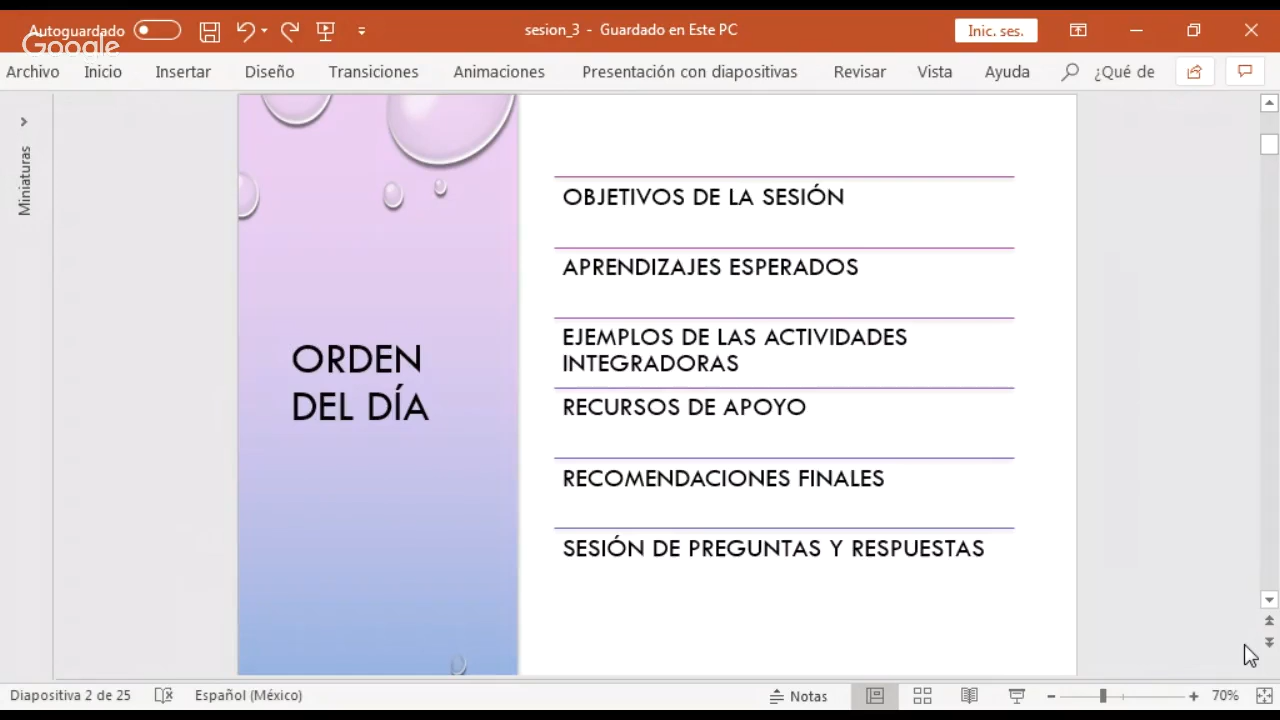 Autoguardado
Google
sesion_3 - Guardado en Este PC
Inic. ses.
Archivo Inicio Insertar Diseño Transiciones Animaciones Presentación con diapositivas Revisar Vista Ayuda ¿Qué de
Miniaturas
ORDEN
DEL DÍA
OBJETIVOS DE LA SESIÓN
APRENDIZAJES ESPERADOS
EJEMPLOS DE LAS ACTIVIDADES
INTEGRADORAS
RECURSOS DE APOYO
RECOMENDACIONES FINALES
SESIÓN DE PREGUNTAS Y RESPUESTAS
Diapositiva 2 de 25 Español (México) Notas 70%